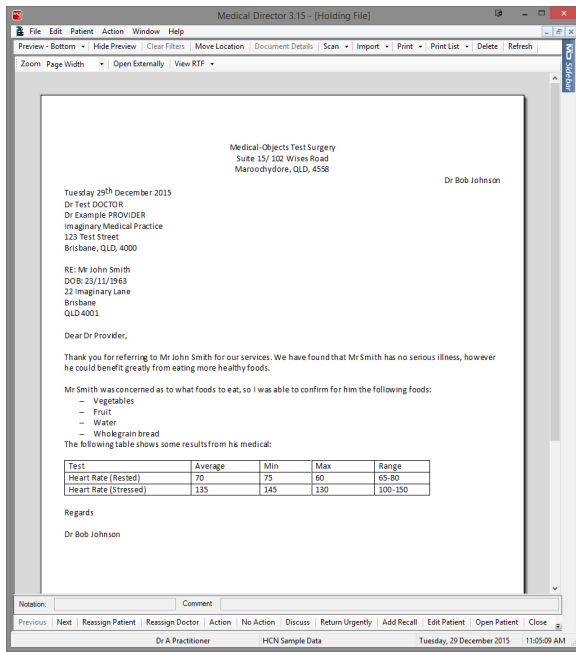 Medical Director 3.15 - [Holding File]
File Edit Patient Action Window Help
Preview - Bottom Hide Preview Clear Filters Move Location Document Details Scan Import Print Print List Delete Refresh
MD Sidebar
Zoom Page Width Open Externally View RTF
Medical-Objects Test Surgery
Suite 15/ 102 Wises Road
Maroochydore, QLD, 4558
Dr Bob Johnson
Tuesday 29th December 2015
Dr Test DOCTOR
Dr Example PROVIDER
Imaginary Medical Practice
123 Test Street
Brisbane, QLD, 4000
RE: Mr John Smith
DOB: 23/11/1963
22 Imaginary Lane
Brisbane
QLD 4001
Dear Dr Provider,
Thank you for referring to Mr John Smith for our services. We have found that Mr Smith has no serious illness, however
he could benefit greatly from eating more healthy foods.
Mr Smith was concerned as to what foods to eat, so I was able to confirm for him the following foods:
– Vegetables
– Fruit
– Water
– Wholegrain bread
The following table shows some results from his medical:
Test Average Min Max Range
Heart Rate (Rested) 70 75 60 65-80
Heart Rate (Stressed) 135 145 130 100-150
Regards
Dr Bob Johnson
Notation: Comment
Previous Next Reassign Patient Reassign Doctor Action No Action Discuss Return Urgently Add Recall Edit Patient Open Patient Close
Dr A Practitioner HCN Sample Data Tuesday, 29 December 2015 11:05:09 AM